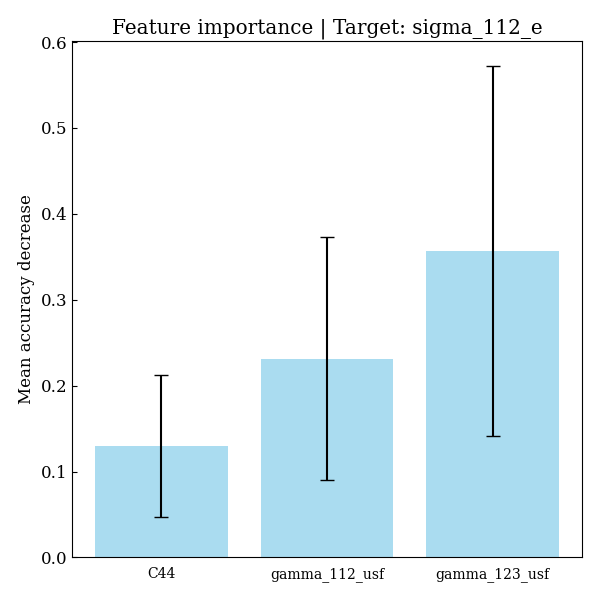 Feature importance | Target: sigma_112_e
Mean accuracy decrease
0.6
0.5
0.4
0.3
0.2
0.1
0.0
C44
gamma_112_usf
gamma_123_usf